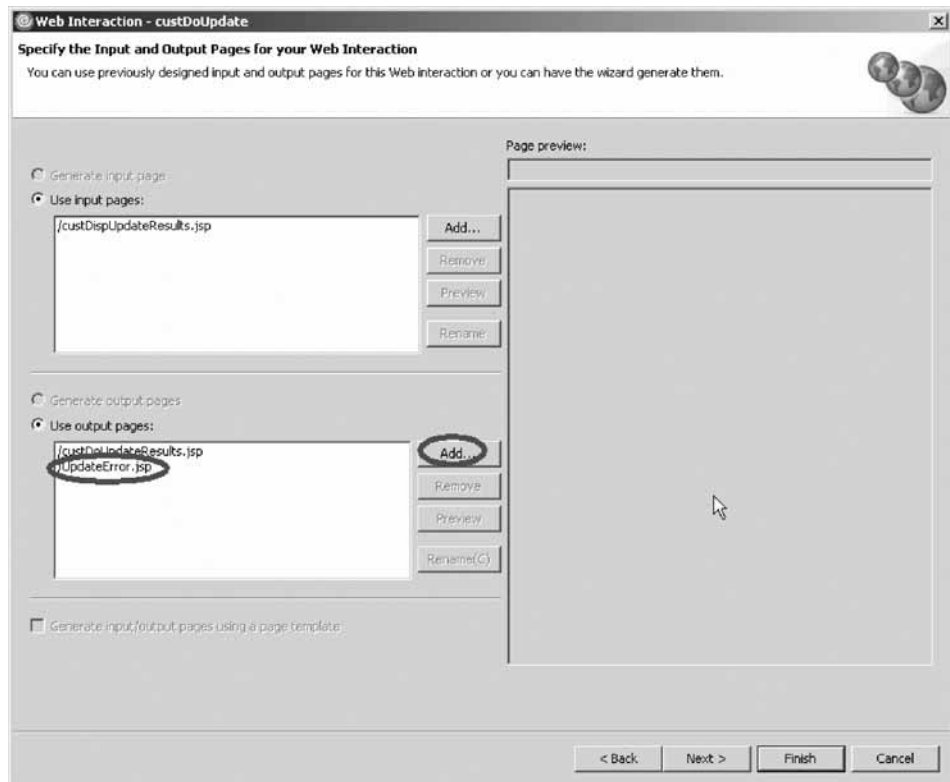 Web Interaction - custDoUpdate
Specify the Input and Output Pages for your Web Interaction
You can use previously designed input and output pages for this Web interaction or you can have the wizard generate them.
Page preview:
Generate input page
Use input pages:
/custDispUpdateResults.jsp
Add...
Remove
Preview
Rename
Generate output pages
Use output pages:
/custDoUpdateResults.jsp
/UpdateError.jsp
Add...
Remove
Preview
Rename(G)
Generate input/output pages using a page template
< Back
Next >
Finish
Cancel